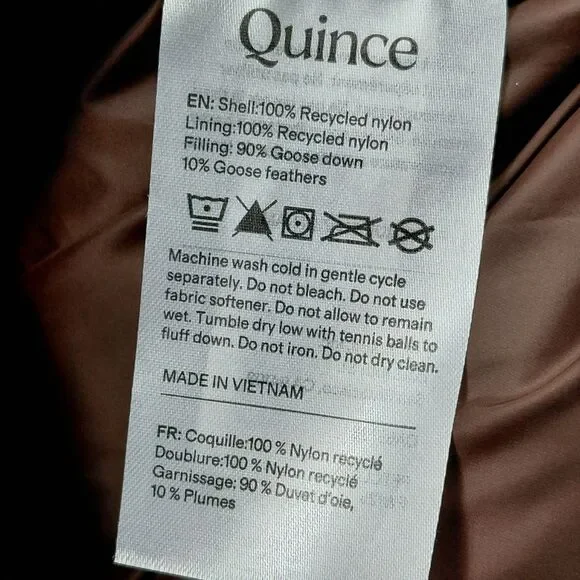 Quince
EN: Shell:100% Recycled nylon
Lining:100% Recycled nylon
Filling: 90% Goose down
10% Goose feathers
Machine wash cold in gentle cycle
separately. Do not bleach. Do not use
fabric softener. Do not allow to remain
wet. Tumble dry low with tennis balls to
fluff down. Do not iron. Do not dry clean.
MADE IN VIETNAM
FR: Coquille:100 % Nylon recyclé
Doublure:100 % Nylon recyclé
Garnissage: 90 % Duvet d'oie,
10 % Plumes